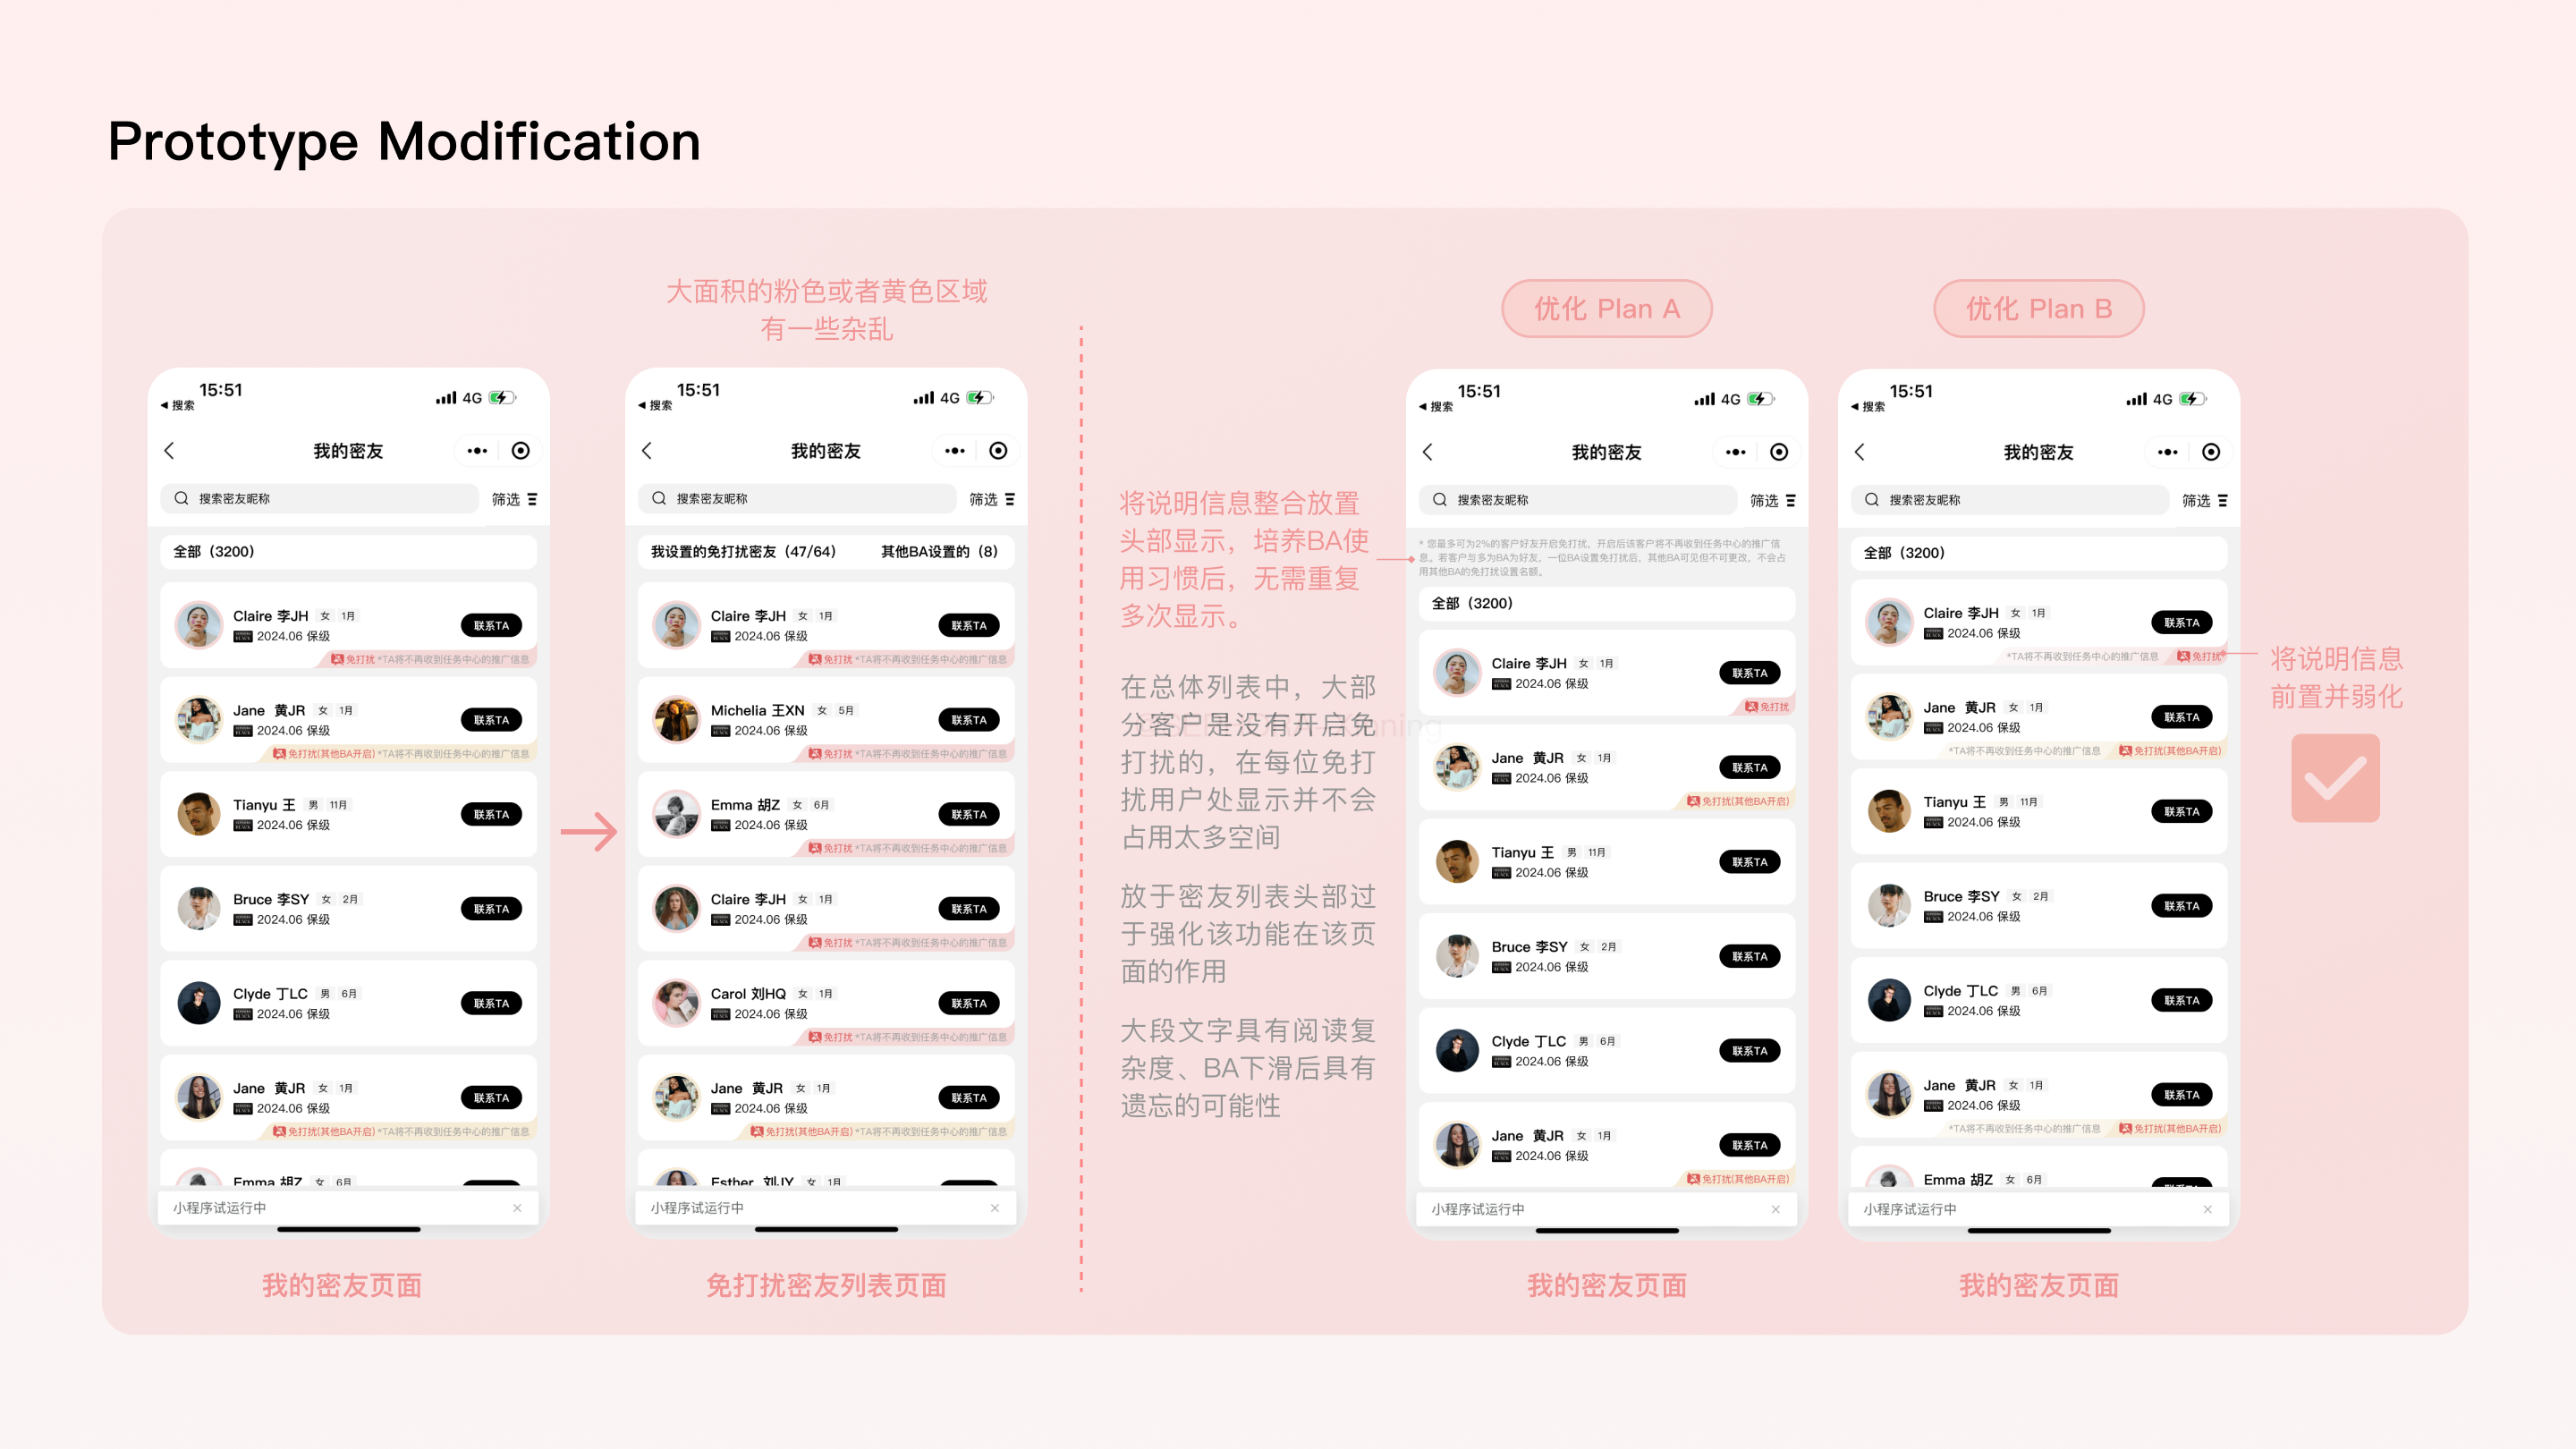 Prototype Modification
大面积的粉色或者黄色区域
有一些杂乱
15:51
搜索
4G
我的密友
搜索密友昵称
筛选
全部（3200）
Claire 李JH 女 1月
2024.06 保级
联系TA
免打扰 *TA将不再收到任务中心的推广信息
Jane 黄JR 女 1月
2024.06 保级
联系TA
免打扰(其他BA开启) *TA将不再收到任务中心的推广信息
Tianyu 王 男 11月
2024.06 保级
联系TA
Bruce 李SY 女 2月
2024.06 保级
联系TA
Clyde 丁LC 男 6月
2024.06 保级
联系TA
Jane 黄JR 女 1月
2024.06 保级
联系TA
免打扰(其他BA开启) *TA将不再收到任务中心的推广信息
Emma 胡Z 女 6月
小程序试运行中
我的密友页面
15:51
搜索
4G
我的密友
搜索密友昵称
筛选
我设置的免打扰密友（47/64） 其他BA设置的（8）
Claire 李JH 女 1月
2024.06 保级
联系TA
免打扰 *TA将不再收到任务中心的推广信息
Michelia 王XN 女 5月
2024.06 保级
联系TA
免打扰 *TA将不再收到任务中心的推广信息
Emma 胡Z 女 6月
2024.06 保级
联系TA
免打扰 *TA将不再收到任务中心的推广信息
Claire 李JH 女 1月
2024.06 保级
联系TA
免打扰 *TA将不再收到任务中心的推广信息
Carol 刘HQ 女 1月
2024.06 保级
联系TA
免打扰 *TA将不再收到任务中心的推广信息
Jane 黄JR 女 1月
2024.06 保级
联系TA
免打扰(其他BA开启) *TA将不再收到任务中心的推广信息
Esther 刘JY 女 1月
小程序试运行中
免打扰密友列表页面
将说明信息整合放置
头部显示，培养BA使
用习惯后，无需重复
多次显示。
在总体列表中，大部
分客户是没有开启免
打扰的，在每位免打
扰用户处显示并不会
占用太多空间
放于密友列表头部过
于强化该功能在该页
面的作用
大段文字具有阅读复
杂度、BA下滑后具有
遗忘的可能性
优化 Plan A
15:51
搜索
4G
我的密友
搜索密友昵称
筛选
* 您最多可为2%的客户好友开启免打扰，开启后该客户将不再收到任务中心的推广信
息。若客户与多为BA为好友，一位BA设置免打扰后，其他BA可见但不可更改，不会占
用其他BA的免打扰设置名额。
全部（3200）
Claire 李JH 女 1月
2024.06 保级
联系TA
免打扰
Jane 黄JR 女 1月
2024.06 保级
联系TA
免打扰(其他BA开启)
Tianyu 王 男 11月
2024.06 保级
联系TA
Bruce 李SY 女 2月
2024.06 保级
联系TA
Clyde 丁LC 男 6月
2024.06 保级
联系TA
Jane 黄JR 女 1月
2024.06 保级
联系TA
免打扰(其他BA开启)
小程序试运行中
我的密友页面
优化 Plan B
15:51
搜索
4G
我的密友
搜索密友昵称
筛选
全部（3200）
Claire 李JH 女 1月
2024.06 保级
联系TA
*TA将不再收到任务中心的推广信息 免打扰
Jane 黄JR 女 1月
2024.06 保级
联系TA
*TA将不再收到任务中心的推广信息 免打扰(其他BA开启)
Tianyu 王 男 11月
2024.06 保级
联系TA
Bruce 李SY 女 2月
2024.06 保级
联系TA
Clyde 丁LC 男 6月
2024.06 保级
联系TA
Jane 黄JR 女 1月
2024.06 保级
联系TA
*TA将不再收到任务中心的推广信息 免打扰(其他BA开启)
Emma 胡Z 女 6月
小程序试运行中
我的密友页面
将说明信息
前置并弱化